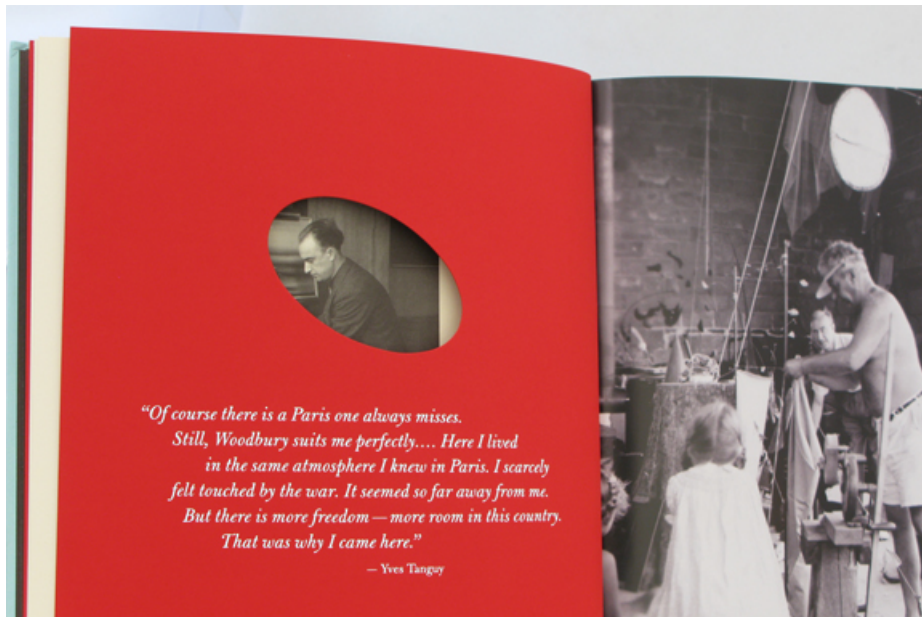 “Of course there is a Paris one always misses.
Still, Woodbury suits me perfectly.... Here I lived
in the same atmosphere I knew in Paris. I scarcely
felt touched by the war. It seemed so far away from me.
But there is more freedom — more room in this country.
That was why I came here.”
— Yves Tanguy